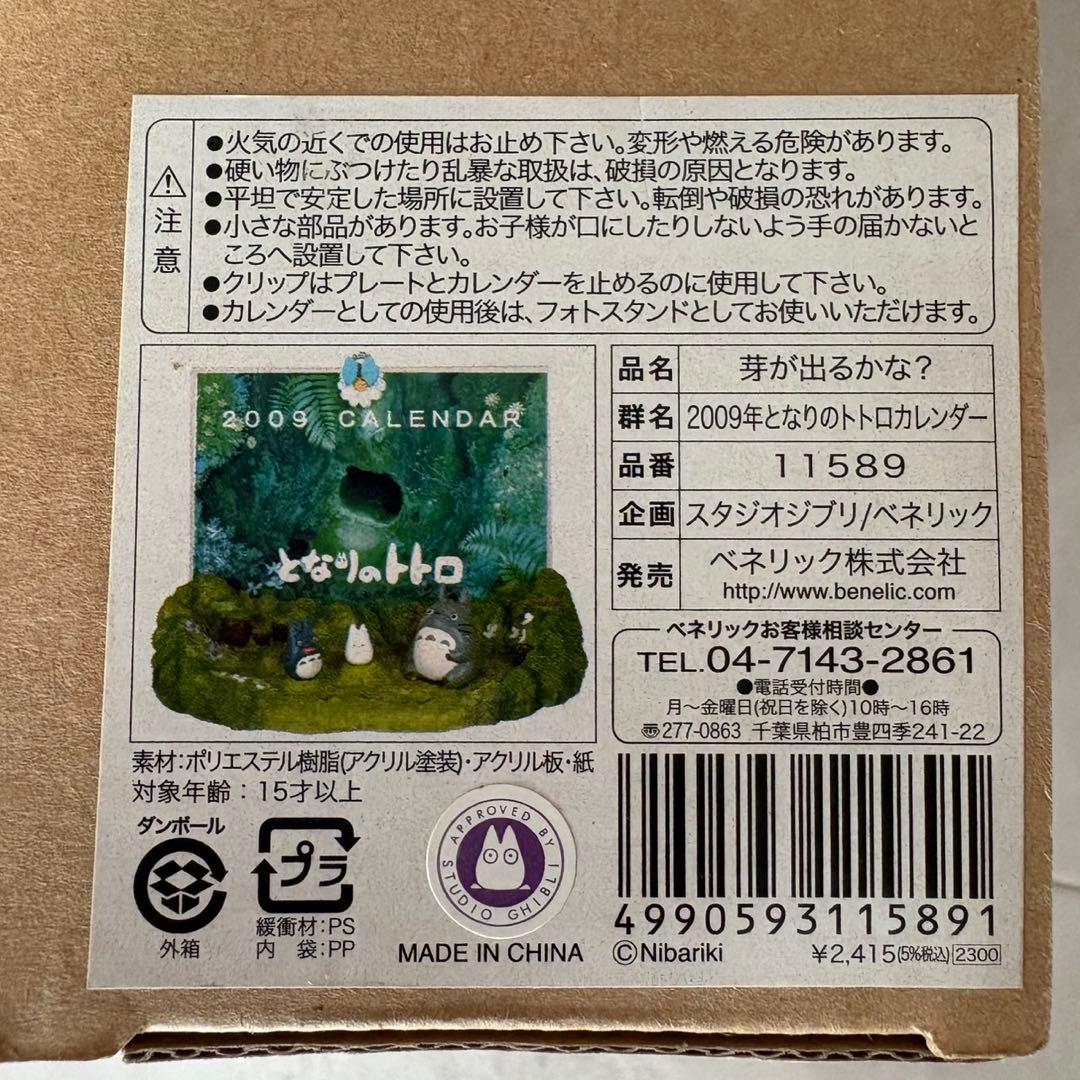 注意
●火気の近くでの使用はお止め下さい。変形や燃える危険があります。
●硬い物にぶつけたり乱暴な取扱は、破損の原因となります。
●平坦で安定した場所に設置して下さい。転倒や破損の恐れがあります。
●小さな部品があります。お子様が口にしたりしないよう手の届かないと
ころへ設置して下さい。
●クリップはプレートとカレンダーを止めるのに使用して下さい。
●カレンダーとしての使用後は、フォトスタンドとしてお使いいただけます。
1
2009 CALENDAR
となりのトトロ
品名 芽が出るかな?
群名 2009年となりのトトロカレンダー
品番 11589
企画 スタジオジブリ/ベネリック
発売 ベネリック株式会社
http://www.benelic.com
ベネリックお客様相談センター
TEL.04-7143-2861
●電話受付時間●
月〜金曜日(祝日を除く)10時〜16時
〠277-0863 千葉県柏市豊四季241-22
素材:ポリエステル樹脂(アクリル塗装)・アクリル板・紙
対象年齢:15才以上
ダンボール
外箱
プラ
緩衝材:PS
内 袋:PP
APPROVED BY
STUDIO GHIBLI
MADE IN CHINA
©Nibariki
4990593115891
¥2,415(5%税込) 2300